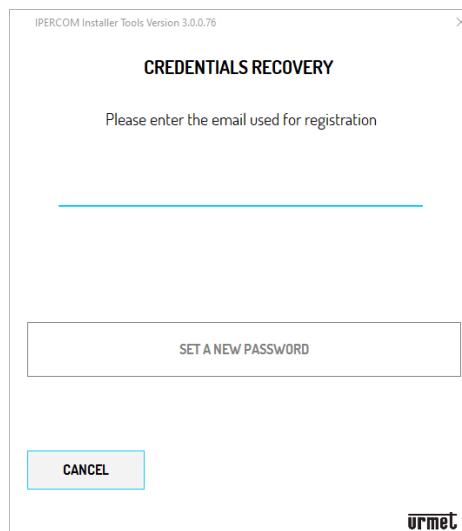 IPERCOM Installer Tools Version 3.0.0.76
CREDENTIALS RECOVERY
Please enter the email used for registration
SET A NEW PASSWORD
CANCEL
urmet